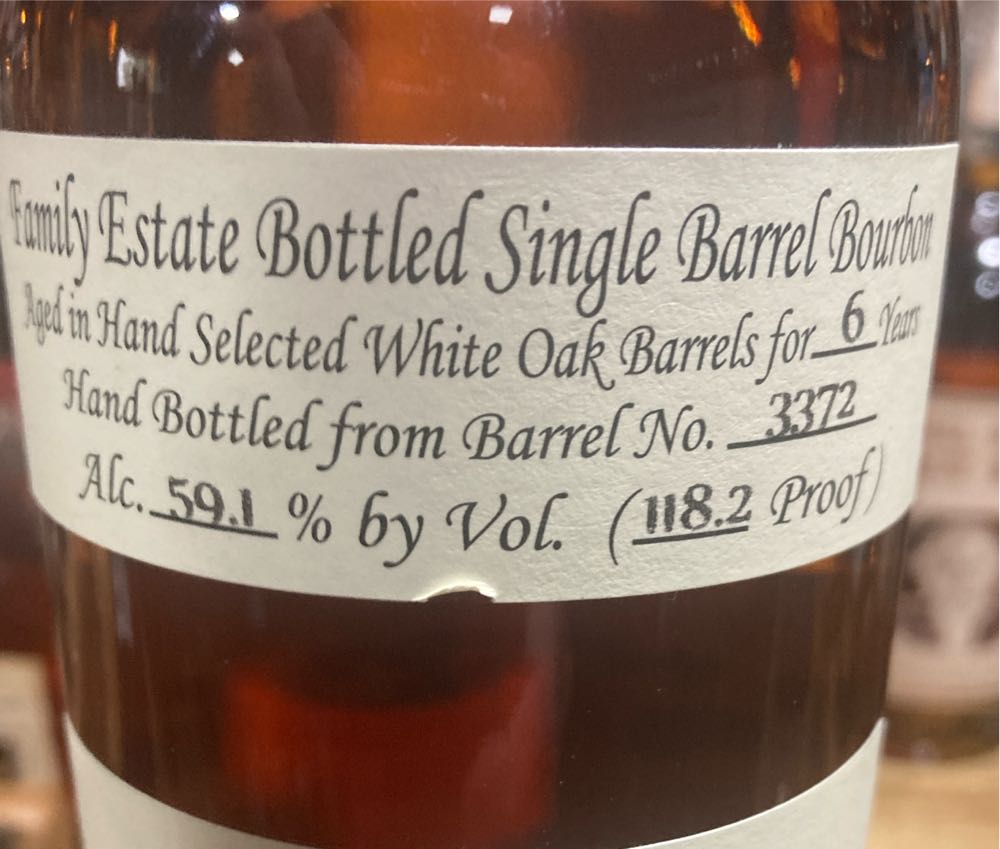 Family Estate Bottled Single Barrel Bourbon
Aged in Hand Selected White Oak Barrels for 6 Years
Hand Bottled from Barrel No. 3372
Alc. 59.1 % by Vol. (118.2 Proof)